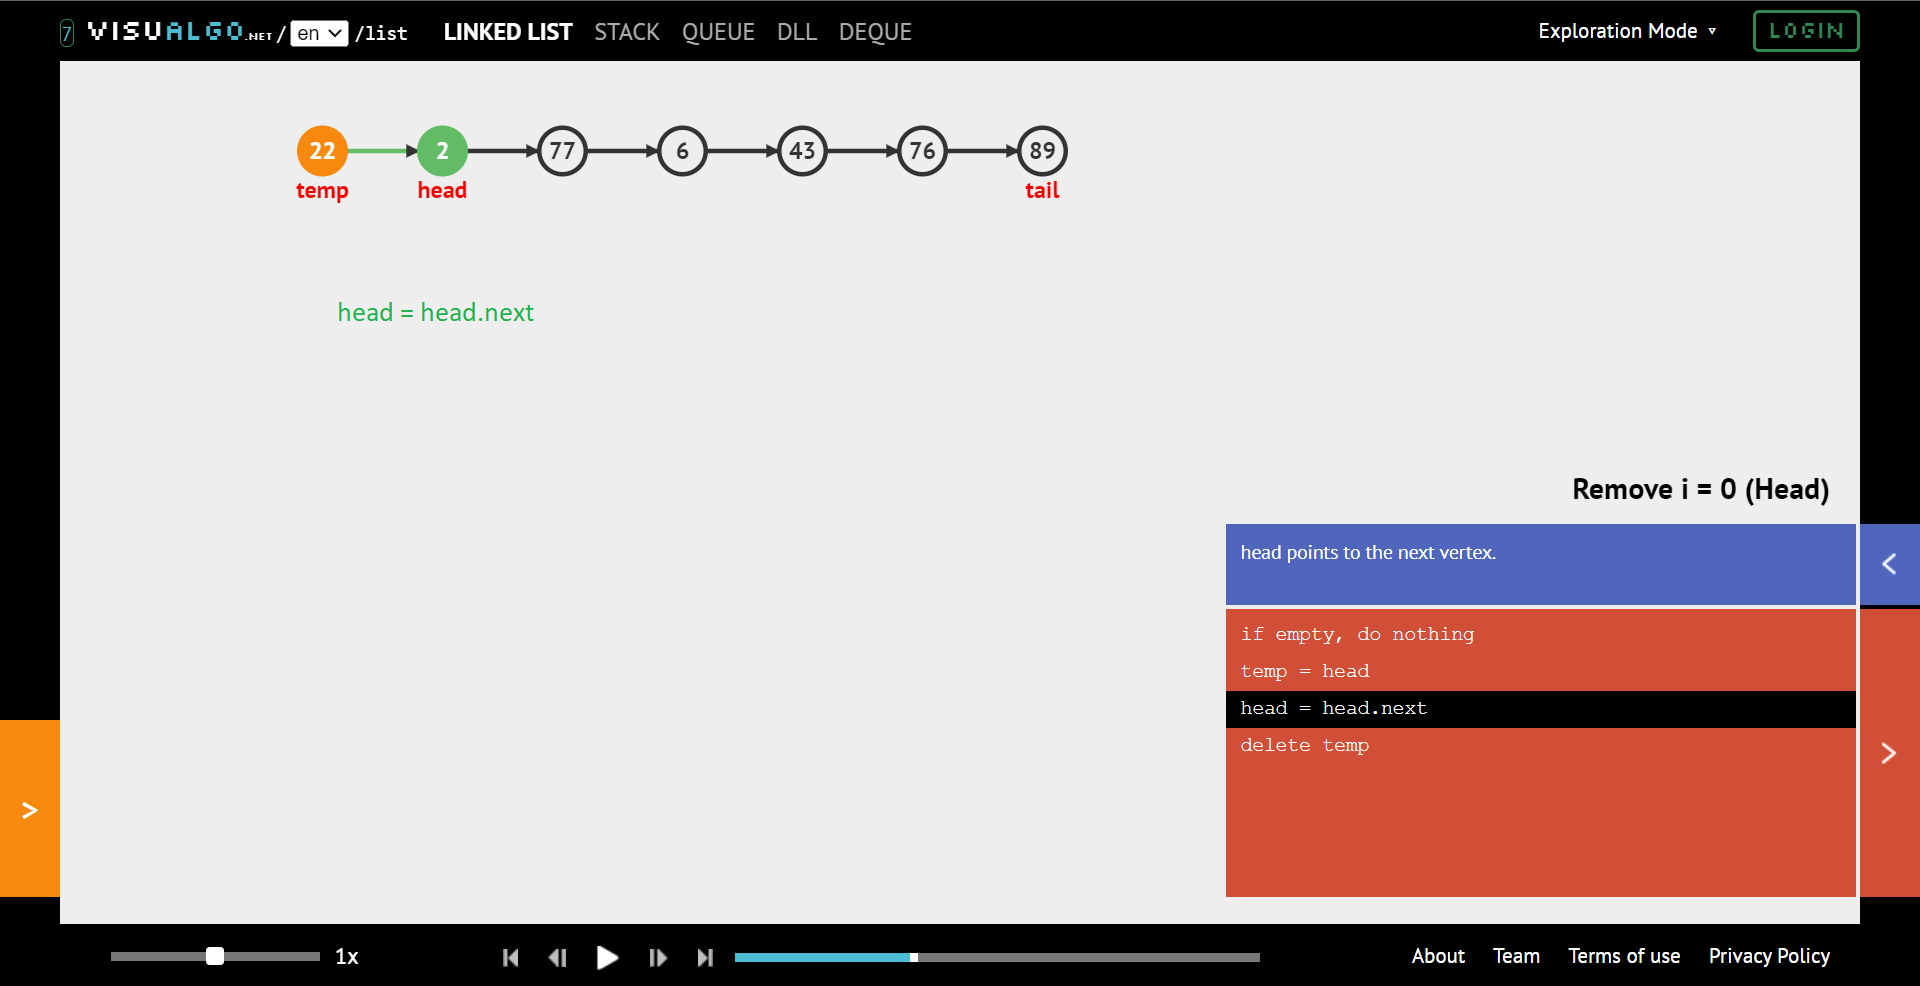 7 VISUALGO.NET/ en /list LINKED LIST STACK QUEUE DLL DEQUE Exploration Mode ▼ LOGIN
22 2 77 6 43 76 89
temp head tail
head = head.next
Remove i = 0 (Head)
head points to the next vertex.
if empty, do nothing
temp = head
head = head.next
delete temp
1x About Team Terms of use Privacy Policy